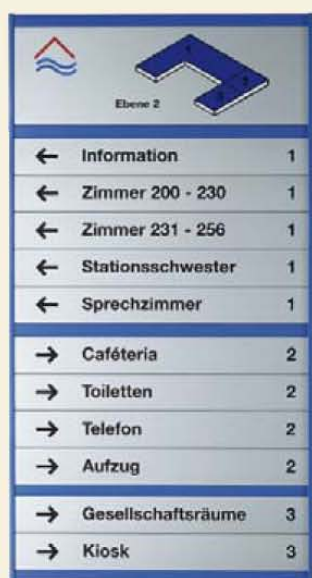 Ebene 2
← Information 1
← Zimmer 200 - 230 1
← Zimmer 231 - 256 1
← Stationsschwester 1
← Sprechzimmer 1
→ Caféteria 2
→ Toiletten 2
→ Telefon 2
→ Aufzug 2
→ Gesellschaftsräume 3
→ Kiosk 3